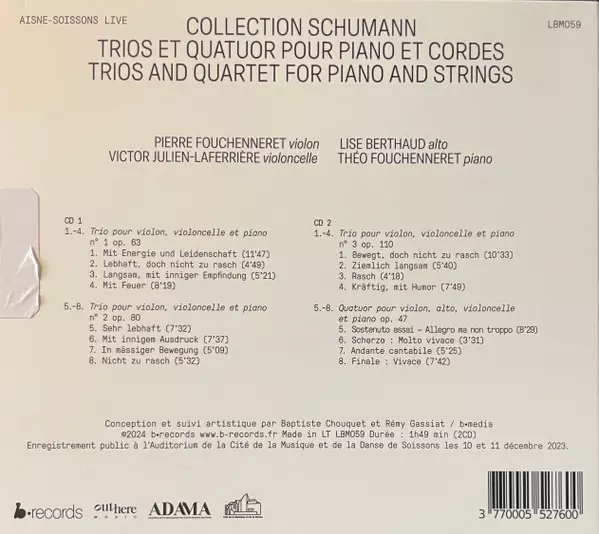 AISNE-SOISSONS LIVE
LBM059
COLLECTION SCHUMANN
TRIOS ET QUATUOR POUR PIANO ET CORDES
TRIOS AND QUARTET FOR PIANO AND STRINGS
PIERRE FOUCHENNERET violon
VICTOR JULIEN-LAFERRIÈRE violoncelle
LISE BERTHAUD alto
THÉO FOUCHENNERET piano
CD 1
1.-4. Trio pour violon, violoncelle et piano
n° 1 op. 63
1. Mit Energie und Leidenschaft (11'47)
2. Lebhaft, doch nicht zu rasch (4'49)
3. Langsam, mit inniger Empfindung (5'21)
4. Mit Feuer (8'19)
5.-8. Trio pour violon, violoncelle et piano
n° 2 op. 80
5. Sehr lebhaft (7'32)
6. Mit innigem Ausdruck (7'37)
7. In mässiger Bewegung (5'09)
8. Nicht zu rasch (5'32)
CD 2
1.-4. Trio pour violon, violoncelle et piano
n° 3 op. 110
1. Bewegt, doch nicht zu rasch (10'33)
2. Ziemlich langsam (5'40)
3. Rasch (4'18)
4. Kräftig, mit Humor (7'49)
5.-8. Quatuor pour violon, alto, violoncelle
et piano op. 47
5. Sostenuto assai – Allegro ma non troppo (8'29)
6. Scherzo : Molto vivace (3'31)
7. Andante cantabile (5'25)
8. Finale : Vivace (7'42)
Conception et suivi artistique par Baptiste Chouquet et Rémy Gassiat / b•media
©2024 b•records www.b-records.fr Made in LT LBM059 Durée : 1h49 min (2CD)
Enregistrement public à l'Auditorium de la Cité de la Musique et de la Danse de Soissons les 10 et 11 décembre 2023.
b•records
outhere
MUSIC
ADAMA
3 770005 527600